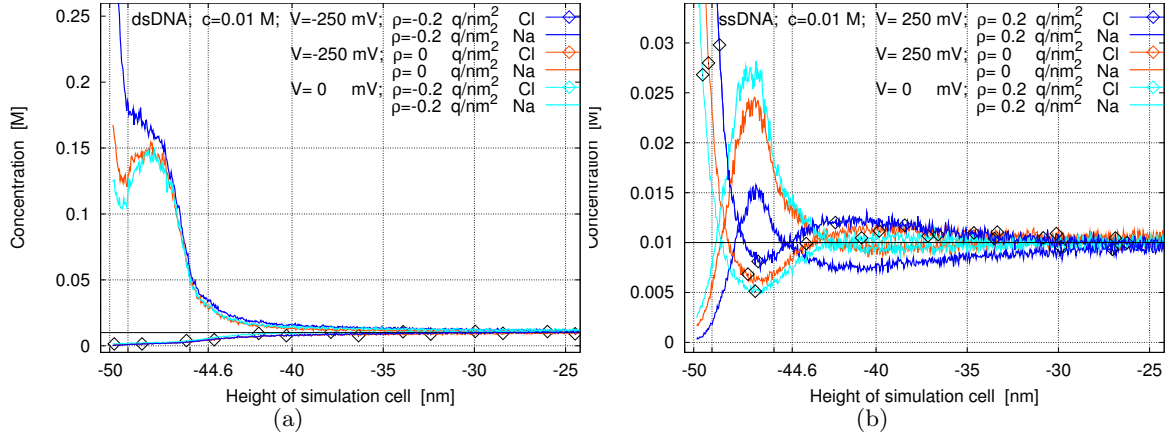 dsDNA; c=0.01 M; V=-250 mV; ρ=-0.2 q/nm² Cl
ρ=-0.2 q/nm² Na
V=-250 mV; ρ= 0 q/nm² Cl
ρ= 0 q/nm² Na
V= 0 mV; ρ=-0.2 q/nm² Cl
ρ=-0.2 q/nm² Na
0.25
0.2
0.15
0.1
0.05
0
Concentration [M]
-50 -44.6 -40 -35 -30 -25
Height of simulation cell [nm]
(a)
ssDNA; c=0.01 M; V= 250 mV; ρ= 0.2 q/nm² Cl
ρ= 0.2 q/nm² Na
V= 250 mV; ρ= 0 q/nm² Cl
ρ= 0 q/nm² Na
V= 0 mV; ρ= 0.2 q/nm² Cl
ρ= 0.2 q/nm² Na
0.03
0.025
0.02
0.015
0.01
0.005
0
Concentration [M]
-50 -44.6 -40 -35 -30 -25
Height of simulation cell [nm]
(b)